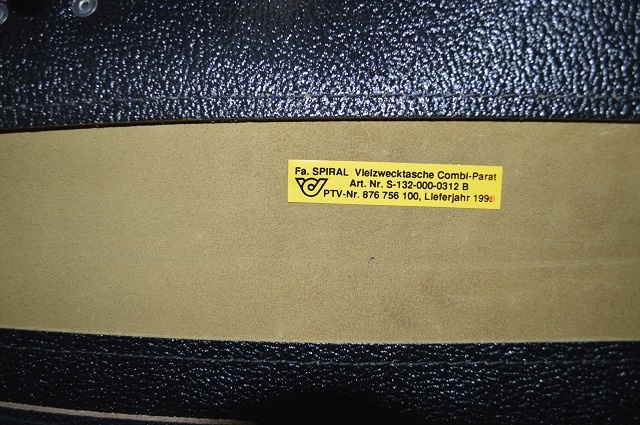 Fa. SPIRAL Vielzwecktasche Combi-Parat
Art. Nr. S-132-000-0312 B
PTV-Nr. 876 756 100, Lieferjahr